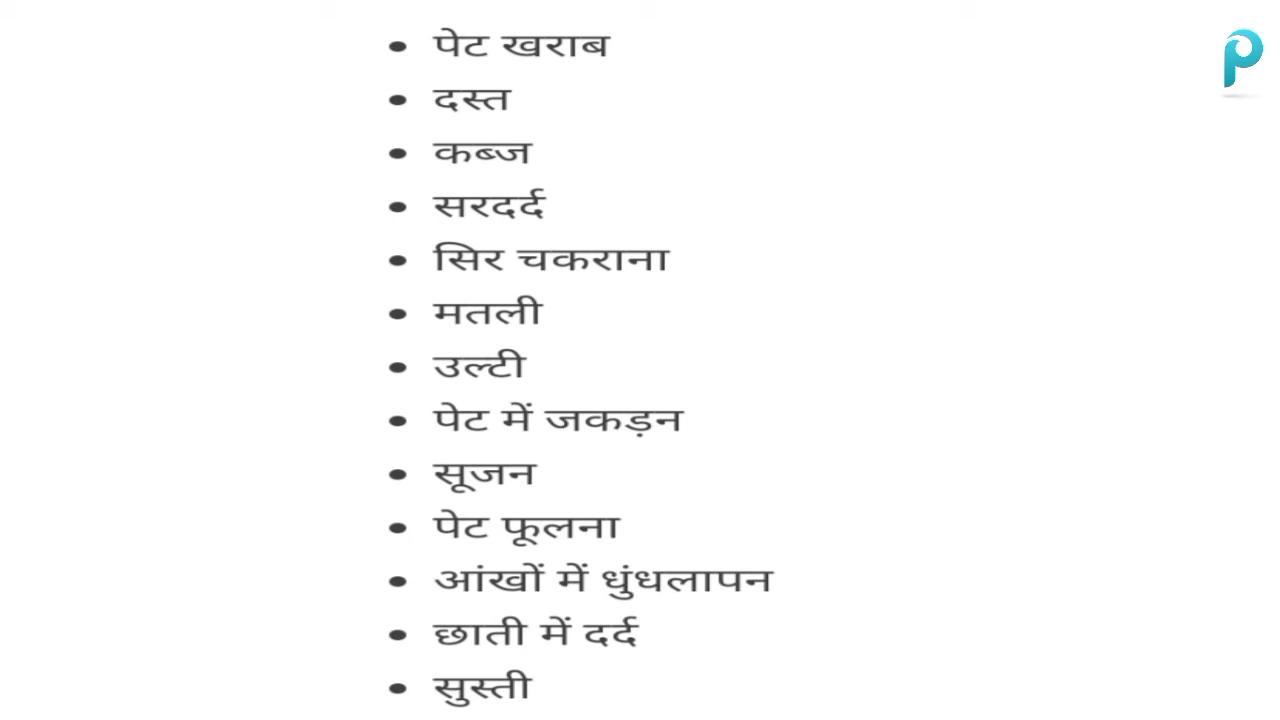 • पेट खराब
• दस्त
• कब्ज
• सरदर्द
• सिर चकराना
• मतली
• उल्टी
• पेट में जकड़न
• सूजन
• पेट फूलना
• आंखों में धुंधलापन
• छाती में दर्द
• सुस्ती